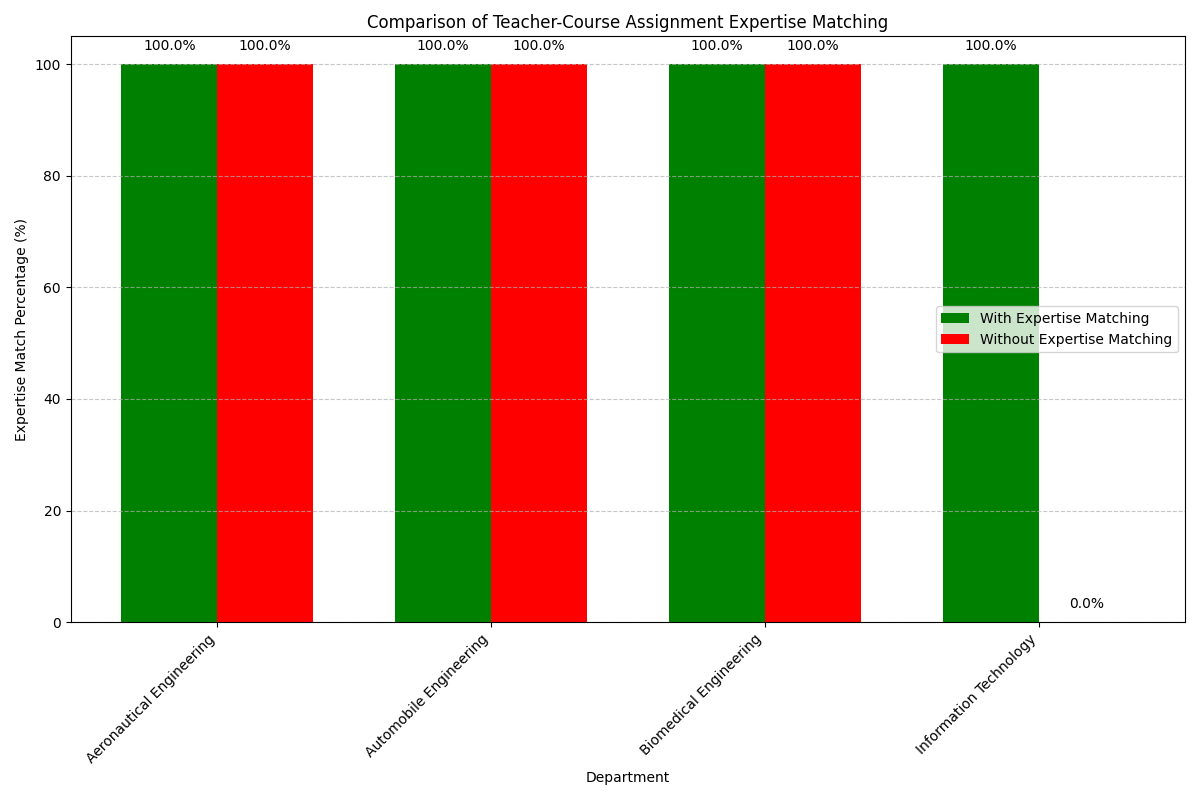 Comparison of Teacher-Course Assignment Expertise Matching
100.0% 100.0% 100.0% 100.0% 100.0% 100.0% 100.0%
100
80
60
40
20
0
Expertise Match Percentage (%)
With Expertise Matching
Without Expertise Matching
0.0%
Aeronautical Engineering
Automobile Engineering
Biomedical Engineering
Information Technology
Department